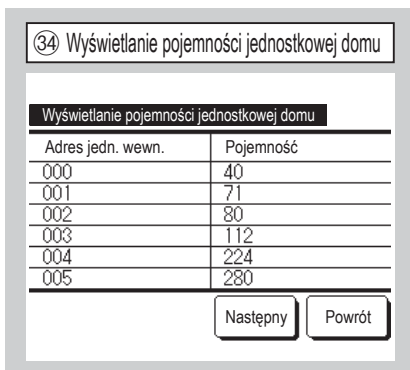 34 Wyświetlanie pojemności jednostkowej domu
Wyświetlanie pojemności jednostkowej domu
Adres jedn. wewn. Pojemność
000 40
001 71
002 80
003 112
004 224
005 280
Następny Powrót